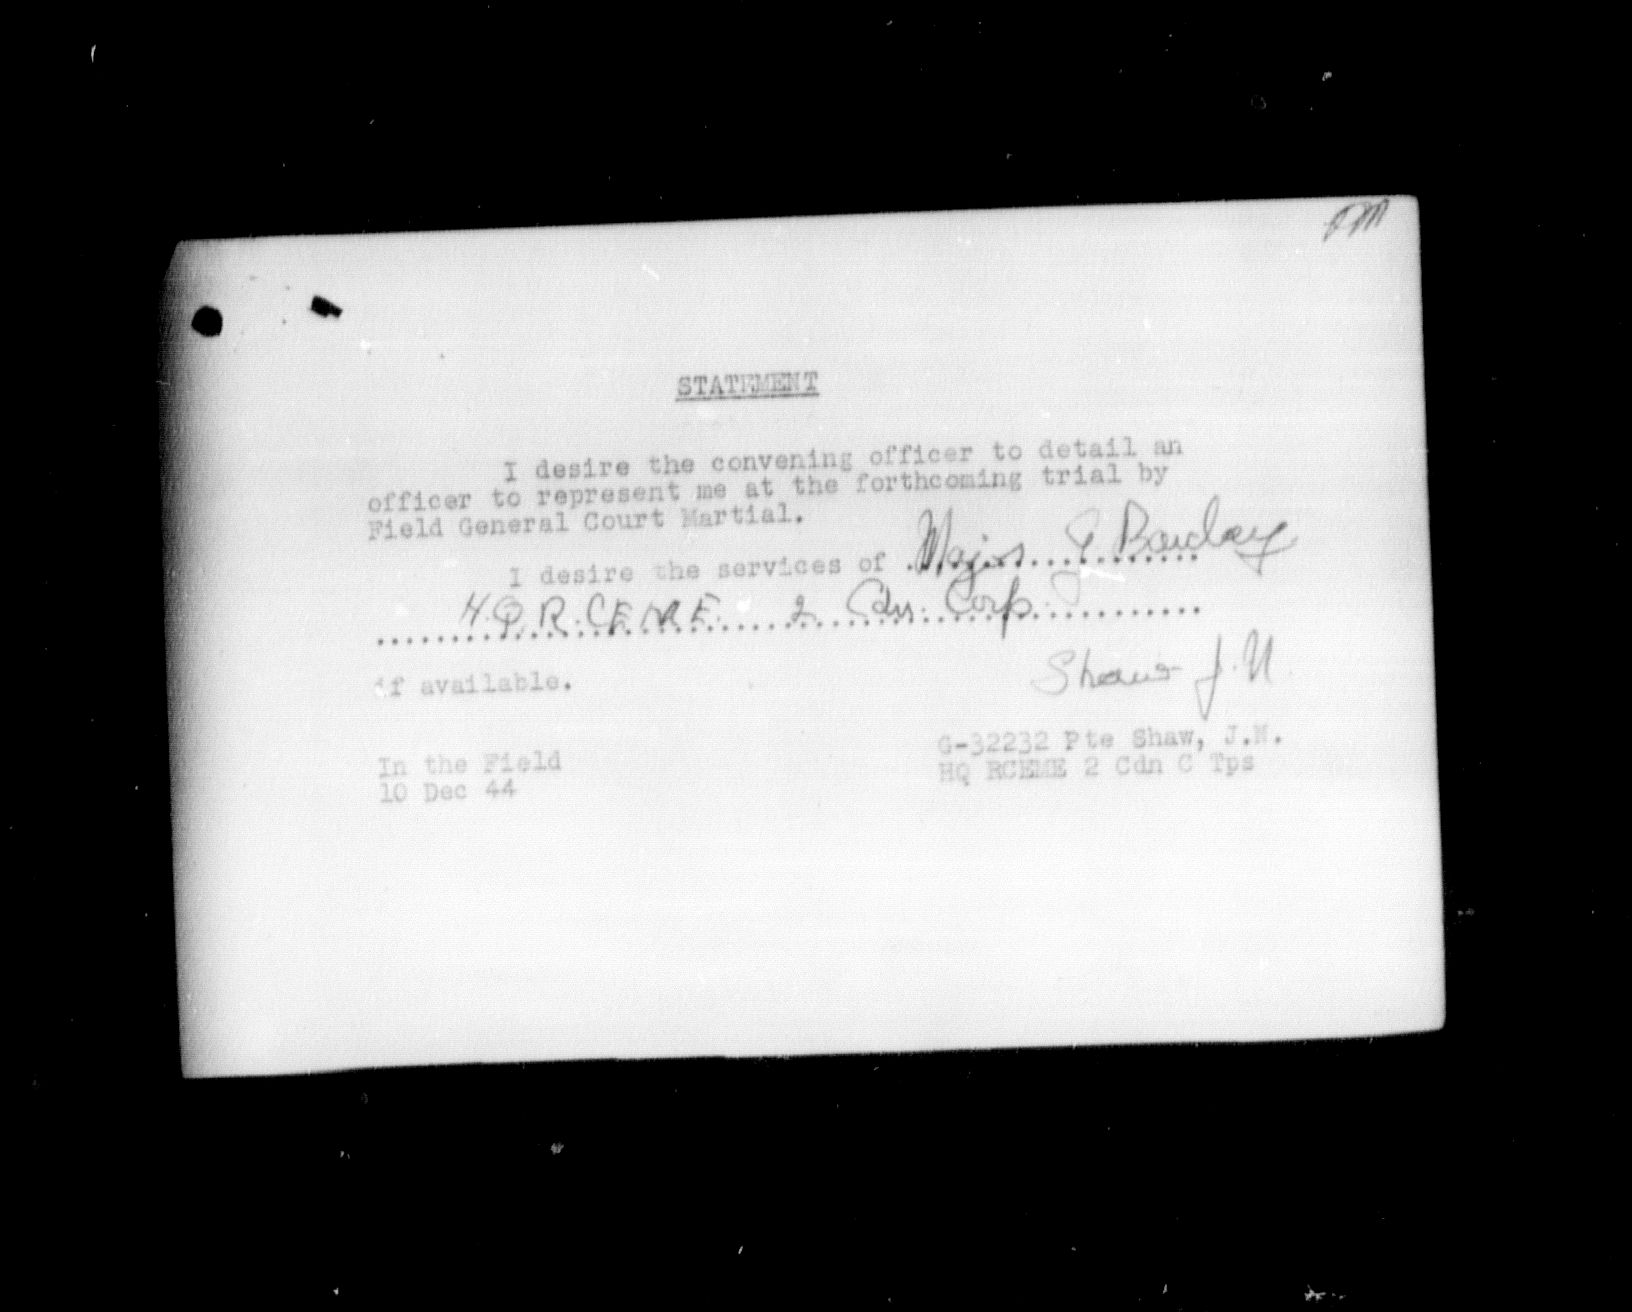 STATEMENT
I desire the convening officer to detail an
officer to represent me at the forthcoming trial by
Field General Court Martial.
I desire the services of Major G Barclay
H.Q. R.C.E.M.E. 2 Cdn. Corp.
if available.
Shaw J. N
G-32232 Pte Shaw, J.N.
HQ RCEME 2 Cdn C Tps
In the Field
10 Dec 44